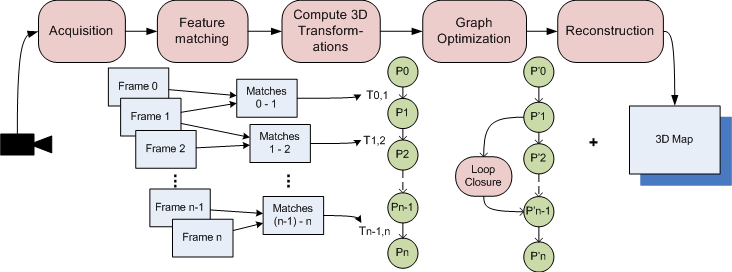 Acquisition
Feature
matching
Compute 3D
Transform-
ations
Graph
Optimization
Reconstruction
Frame 0
Frame 1
Frame 2
Frame n-1
Frame n
Matches
0 - 1
Matches
1 - 2
Matches
(n-1) - n
T0,1
T1,2
Tn-1,n
P0
P1
P2
Pn-1
Pn
P'0
P'1
P'2
P'n-1
P'n
Loop
Closure
+
3D Map